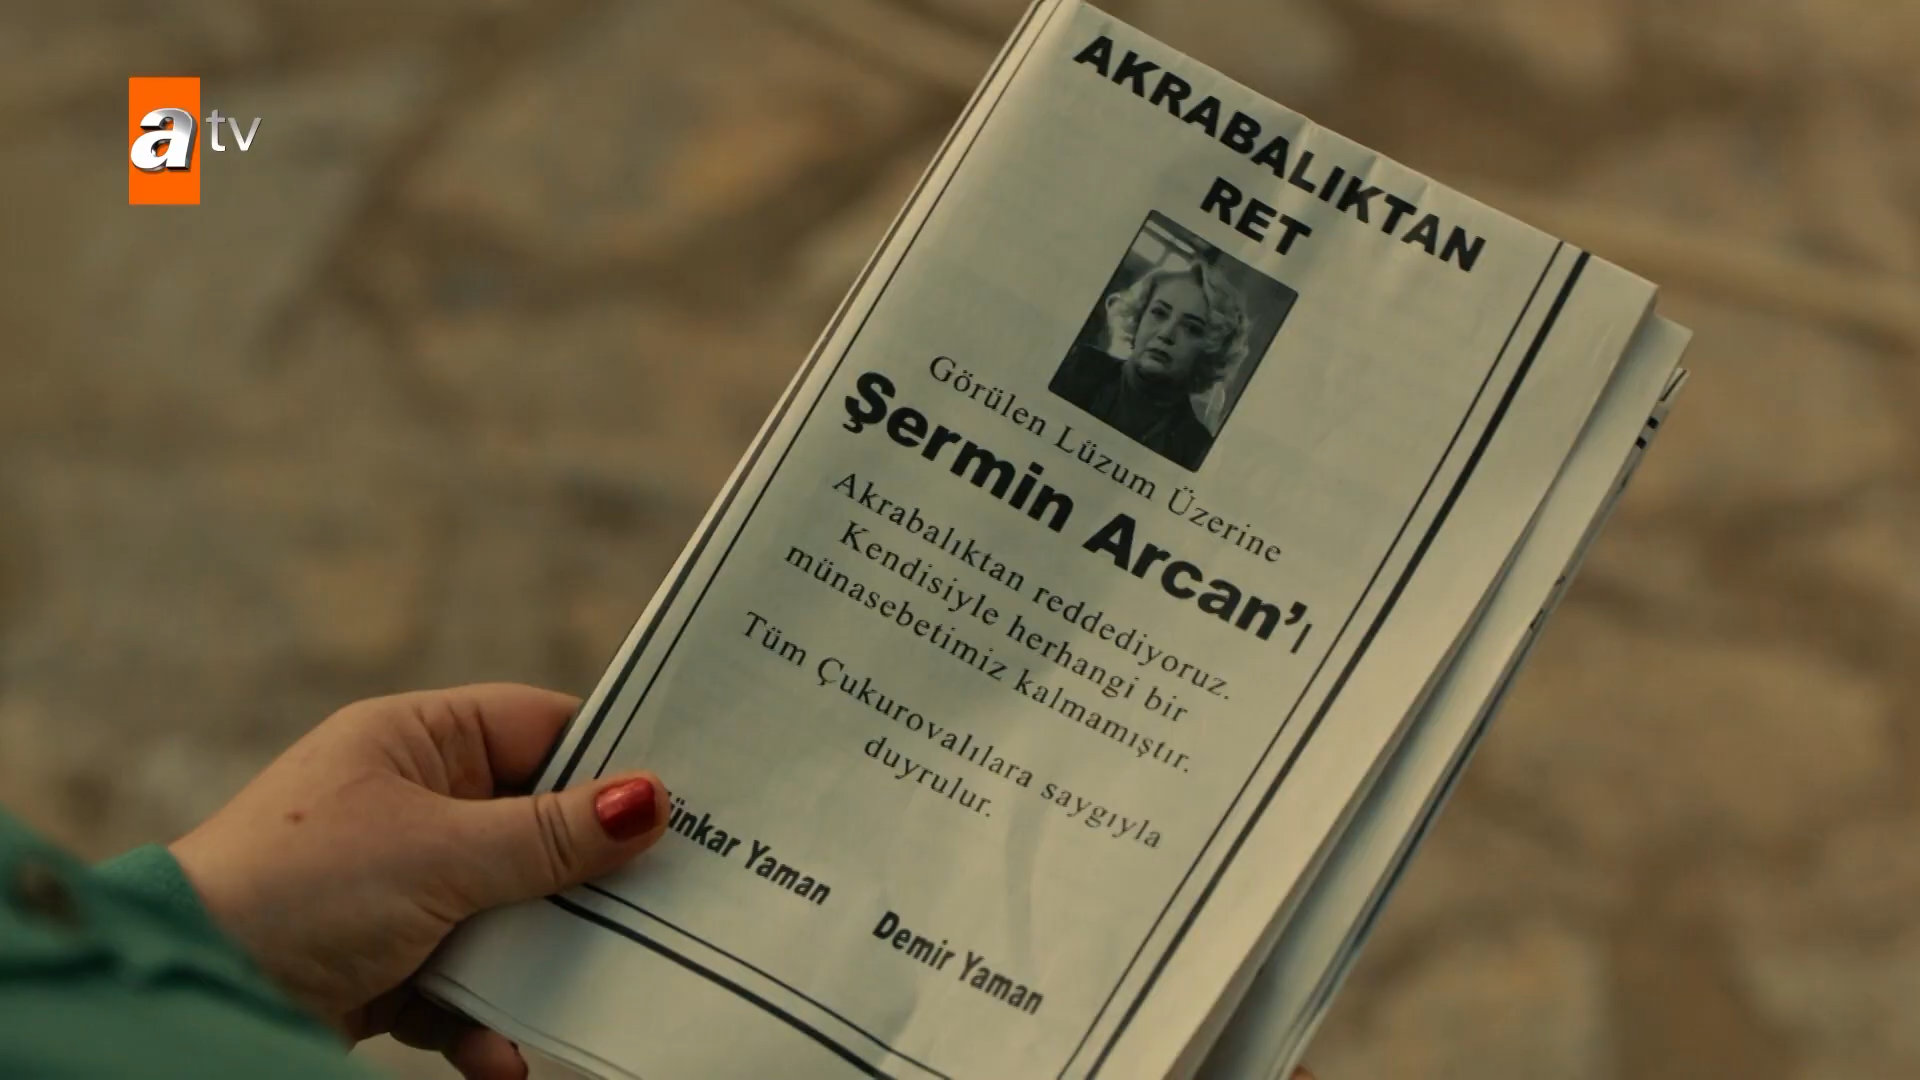 atv
AKRABALIKTAN
RET
Görülen Lüzum Üzerine
Şermin Arcan'ı
Akrabalıktan reddediyoruz.
Kendisiyle herhangi bir
münasebetimiz kalmamıştır.
Tüm Çukurovalılara saygıyla
duyrulur.
Yaman
Demir Yaman